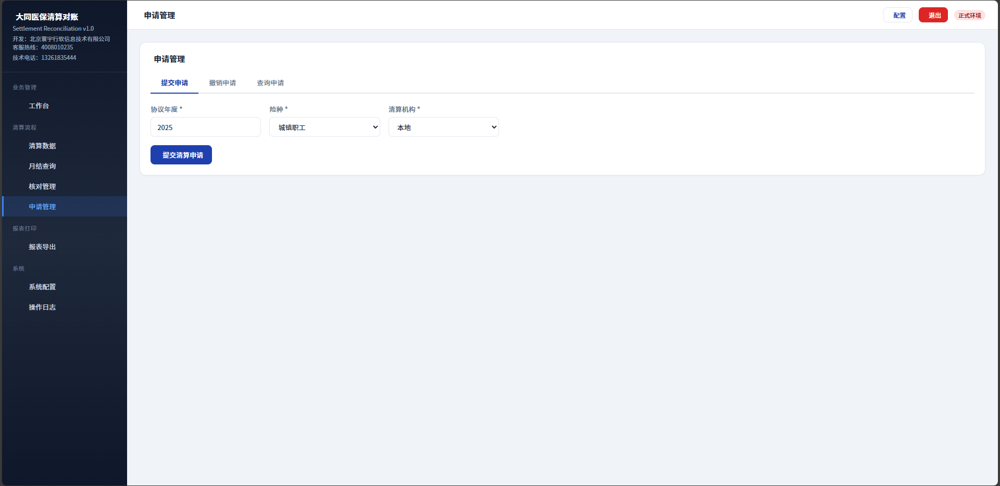 大同医保清算对账
Settlement Reconciliation v1.0
开发：北京寰宇行软信息技术有限公司
客服热线：4008010235
技术电话：13261835444
业务管理
工作台
清算流程
清算数据
月结查询
核对管理
申请管理
报表打印
报表导出
系统
系统配置
操作日志
申请管理
配置
退出
正式环境
申请管理
提交申请 撤销申请 查询申请
协议年度 * 险种 * 清算机构 *
2025 城镇职工 本地
提交清算申请